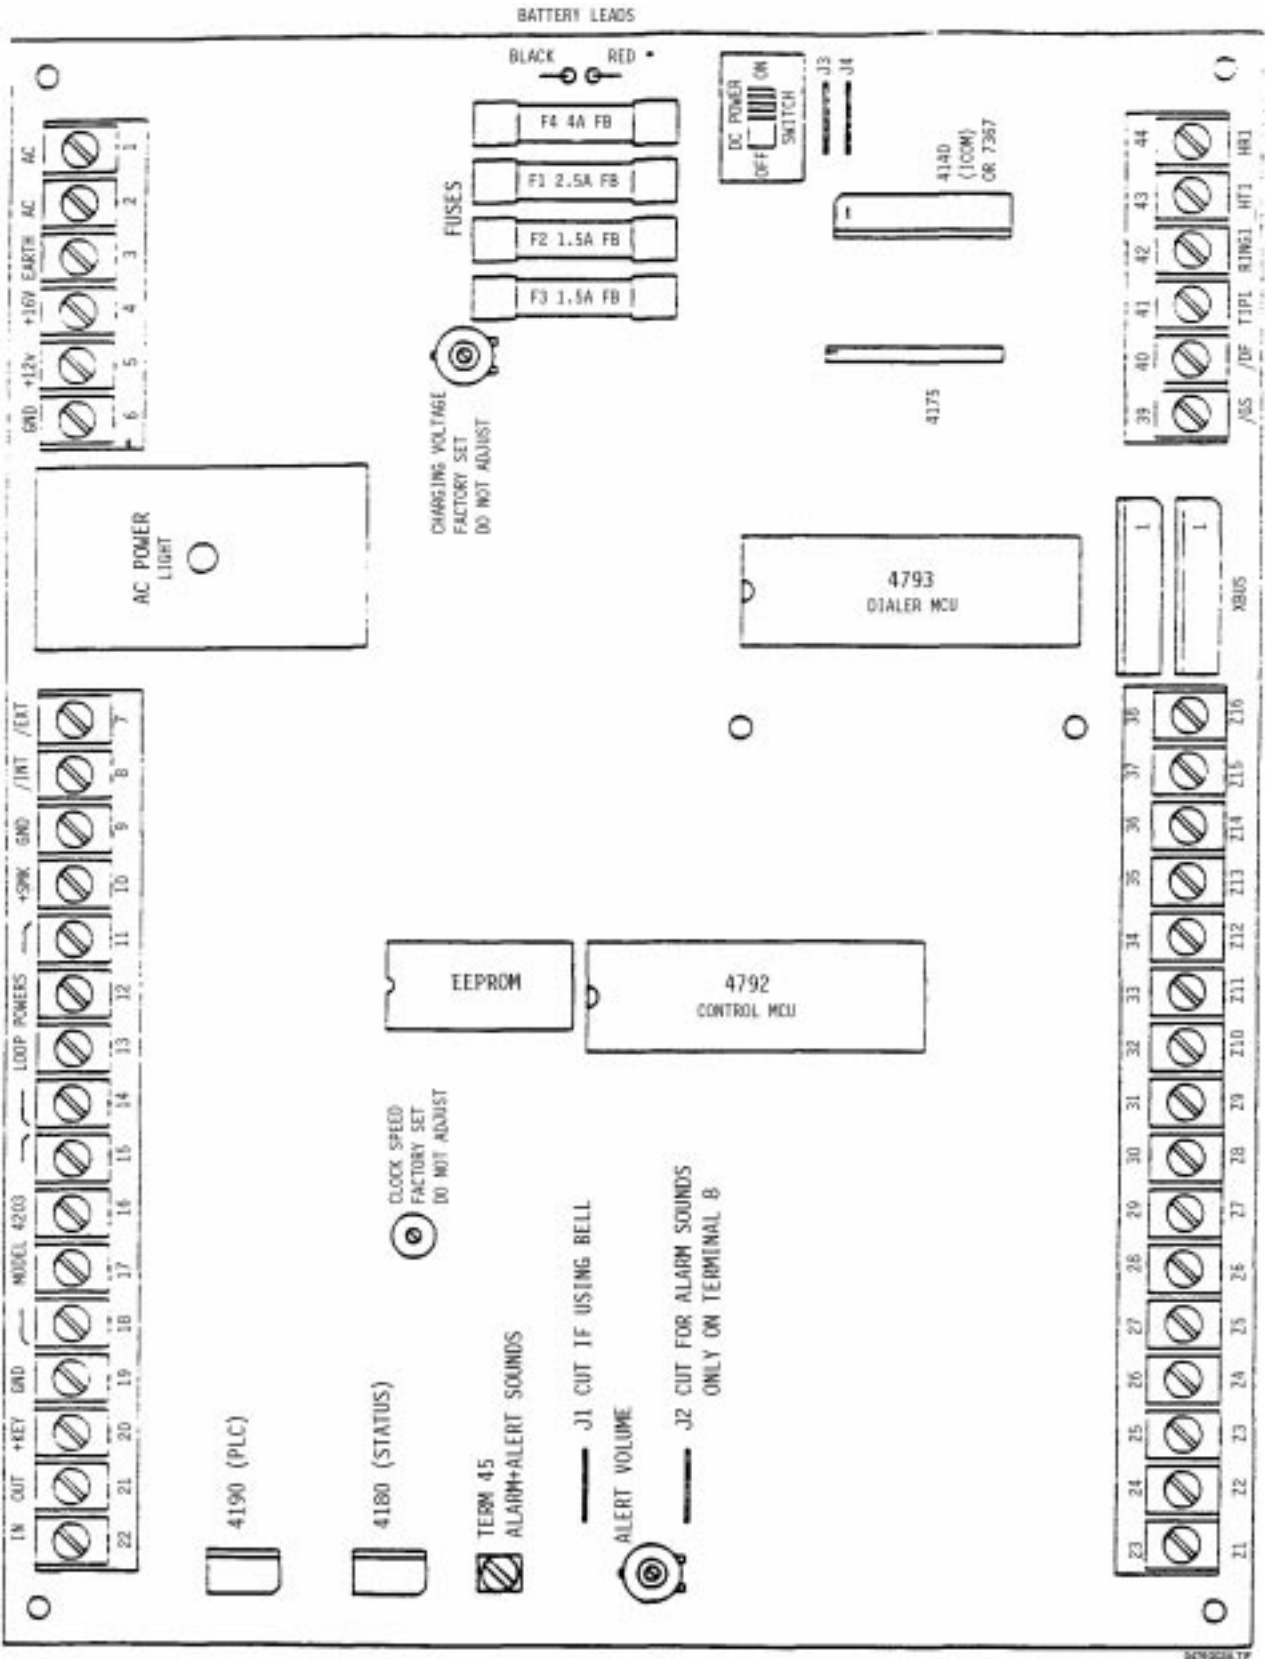 BATTERY LEADS
BLACK RED
F4 4A FB
F1 2.5A FB
F2 1.5A FB
F3 1.5A FB
FUSES
DC POWER
OFF ON
SWITCH
J3
J4
4140
(ICOM)
OR 7367
4175
CHARGING VOLTAGE
FACTORY SET
DO NOT ADJUST
AC 1
AC 2
EARTH 3
+16V 4
+12V 5
GND 6
AC POWER
LIGHT
44 HR1
43 HT1
42 RING1
41 TIP1
40 /DF
39 /GS
1
1
1
XBUS
4793
DIALER MCU
/EXT 7
/INT 8
GND 9
+SMK 10
11
LOOP POWERS 12
13
14
15
MODEL 4203 16
17
18
GND 19
+KEY 20
OUT 21
IN 22
38 Z16
37 Z15
36 Z14
35 Z13
34 Z12
33 Z11
32 Z10
31 Z9
30 Z8
29 Z7
28 Z6
27 Z5
26 Z4
25 Z3
24 Z2
23 Z1
EEPROM
4792
CONTROL MCU
CLOCK SPEED
FACTORY SET
DO NOT ADJUST
4190 (PLC)
4180 (STATUS)
TERM 45
ALARM+ALERT SOUNDS
J1 CUT IF USING BELL
ALERT VOLUME
J2 CUT FOR ALARM SOUNDS
ONLY ON TERMINAL 8